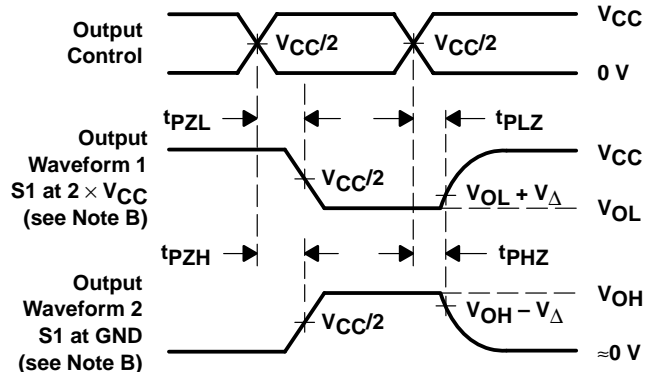 Output
Control
VCC/2
VCC/2
VCC
0 V
tPZL
tPLZ
Output
Waveform 1
S1 at 2 × VCC
(see Note B)
VCC/2
VCC
VOL + VΔ
VOL
tPZH
tPHZ
Output
Waveform 2
S1 at GND
(see Note B)
VCC/2
VOH
VOH − VΔ
≈0 V